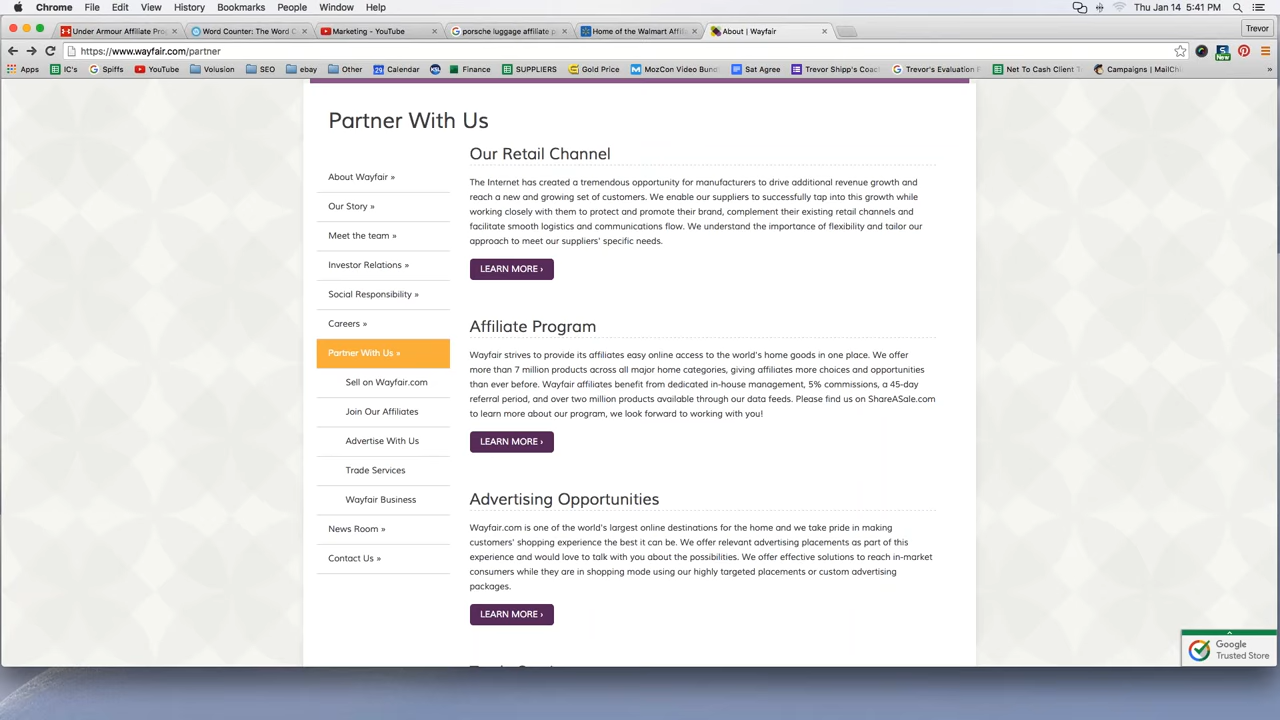 Chrome File Edit View History Bookmarks People Window Help Thu Jan 14 5:41 PM
Under Armour Affiliate Prog Word Counter: The Word C Marketing - YouTube porsche luggage affiliate p Home of the Walmart Affili About | Wayfair Trevor
https://www.wayfair.com/partner
Apps IC's Spiffs YouTube Volusion SEO ebay Other Calendar Finance SUPPLIERS Gold Price MozCon Video Bund Sat Agree Trevor Shipp's Coac Trevor's Evaluation Net To Cash Client T Campaigns | MailChi »
New
Partner With Us
About Wayfair »
Our Story »
Meet the team »
Investor Relations »
Social Responsibility »
Careers »
Partner With Us »
Sell on Wayfair.com
Join Our Affiliates
Advertise With Us
Trade Services
Wayfair Business
News Room »
Contact Us »
Our Retail Channel
The Internet has created a tremendous opportunity for manufacturers to drive additional revenue growth and
reach a new and growing set of customers. We enable our suppliers to successfully tap into this growth while
working closely with them to protect and promote their brand, complement their existing retail channels and
facilitate smooth logistics and communications flow. We understand the importance of flexibility and tailor our
approach to meet our suppliers' specific needs.
LEARN MORE ›
Affiliate Program
Wayfair strives to provide its affiliates easy online access to the world's home goods in one place. We offer
more than 7 million products across all major home categories, giving affiliates more choices and opportunities
than ever before. Wayfair affiliates benefit from dedicated in-house management, 5% commissions, a 45-day
referral period, and over two million products available through our data feeds. Please find us on ShareASale.com
to learn more about our program, we look forward to working with you!
LEARN MORE ›
Advertising Opportunities
Wayfair.com is one of the world's largest online destinations for the home and we take pride in making
customers' shopping experience the best it can be. We offer relevant advertising placements as part of this
experience and would love to talk with you about the possibilities. We offer effective solutions to reach in-market
consumers while they are in shopping mode using our highly targeted placements or custom advertising
packages.
LEARN MORE ›
Google
Trusted Store